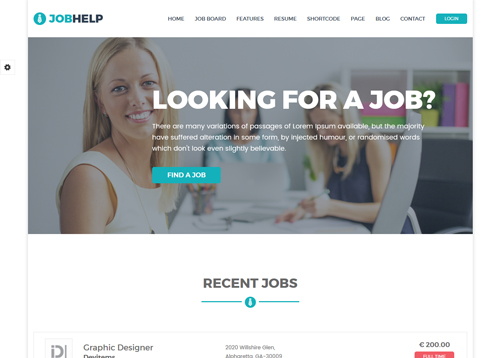 JOBHELP
HOME JOB BOARD FEATURES RESUME SHORTCODE PAGE BLOG CONTACT LOGIN
LOOKING FOR A JOB?
There are many variations of passages of Lorem Ipsum available, but the majority
have suffered alteration in some form, by injected humour, or randomised words
which don't look even slightly believable.
FIND A JOB
RECENT JOBS
Graphic Designer
Devitems
2020 Willshire Glen,
Alpharetta, GA-30009
€ 200.00
FULL TIME